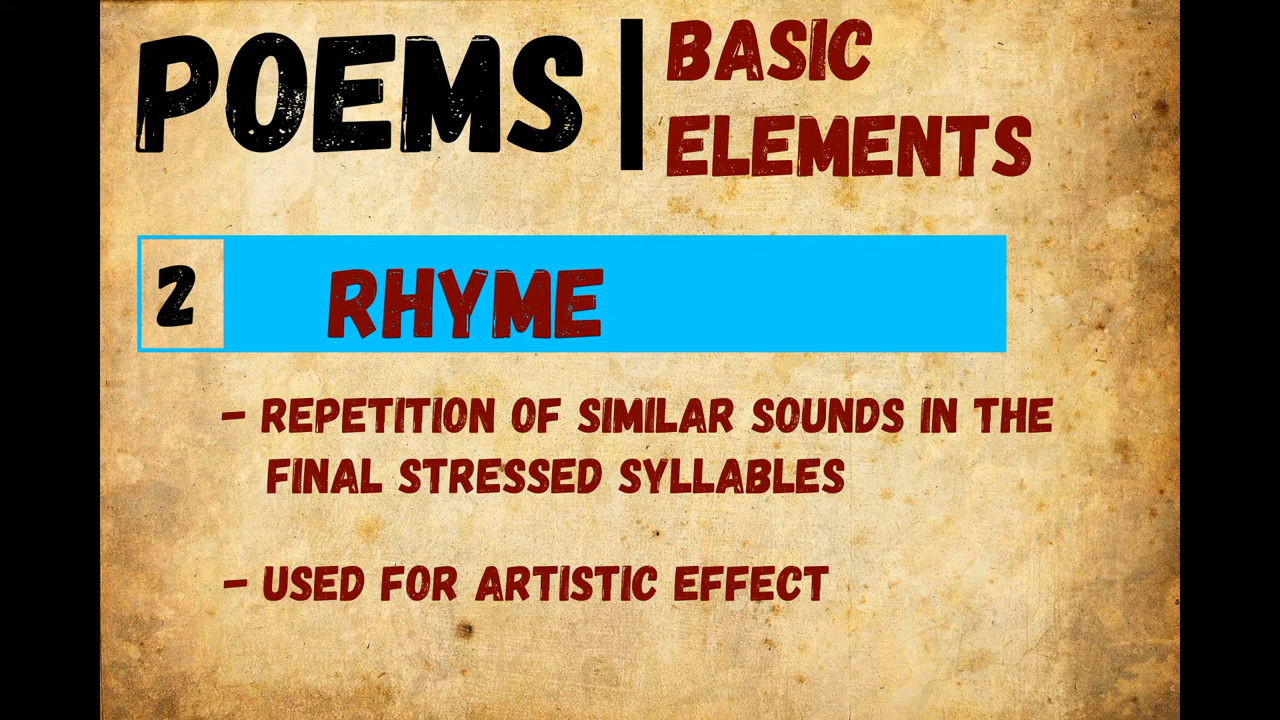 POEMS
BASIC
ELEMENTS
2
RHYME
- REPETITION OF SIMILAR SOUNDS IN THE
FINAL STRESSED SYLLABLES
- USED FOR ARTISTIC EFFECT